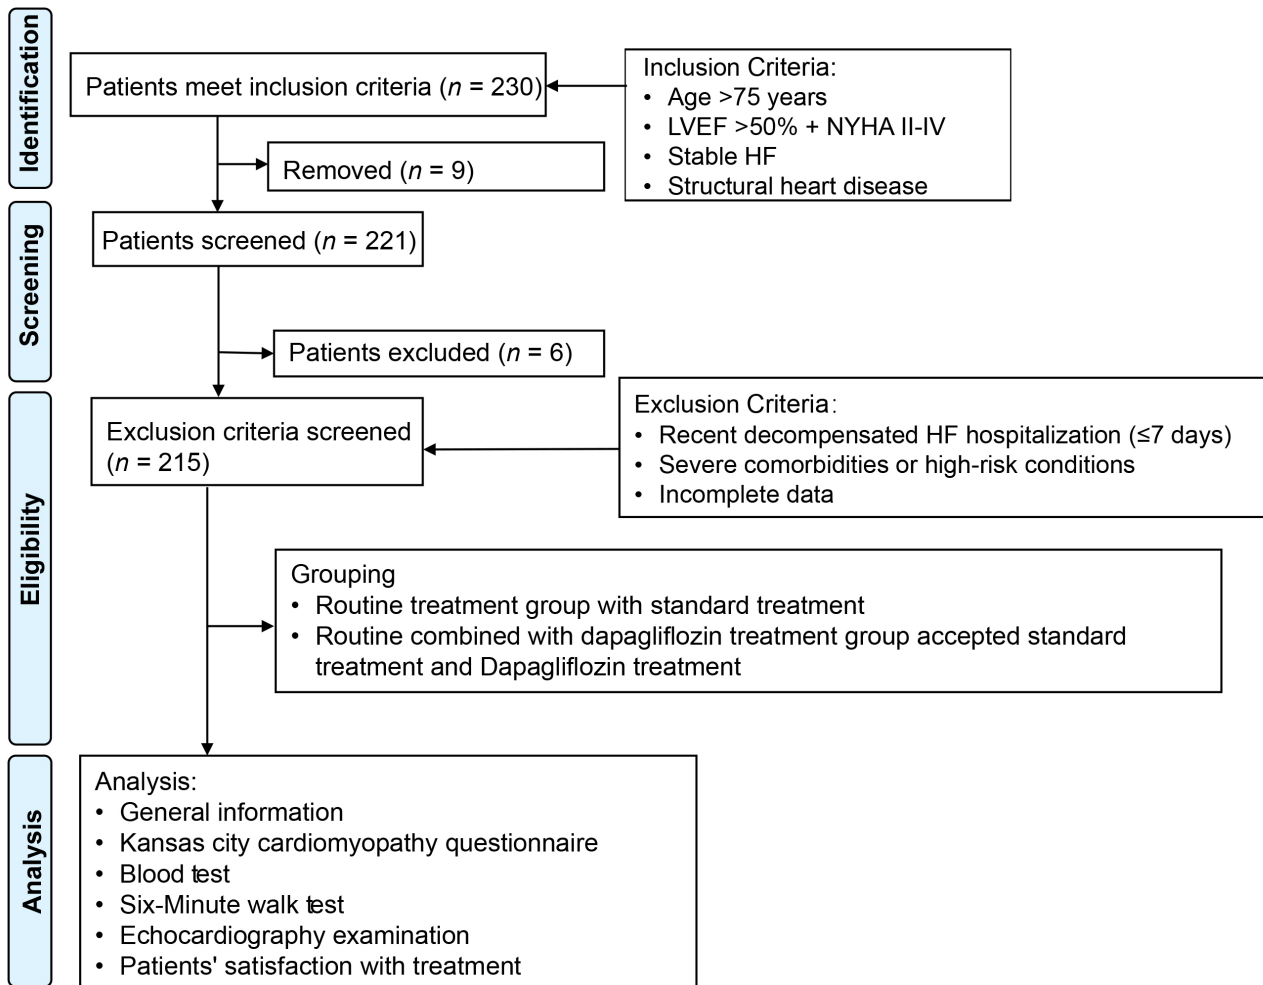 Identification
Patients meet inclusion criteria (n = 230)
Inclusion Criteria:
• Age >75 years
• LVEF >50% + NYHA II-IV
• Stable HF
• Structural heart disease
Removed (n = 9)
Screening
Patients screened (n = 221)
Patients excluded (n = 6)
Eligibility
Exclusion criteria screened
(n = 215)
Exclusion Criteria:
• Recent decompensated HF hospitalization (≤7 days)
• Severe comorbidities or high-risk conditions
• Incomplete data
Grouping
• Routine treatment group with standard treatment
• Routine combined with dapagliflozin treatment group accepted standard
treatment and Dapagliflozin treatment
Analysis
Analysis:
• General information
• Kansas city cardiomyopathy questionnaire
• Blood test
• Six-Minute walk test
• Echocardiography examination
• Patients' satisfaction with treatment